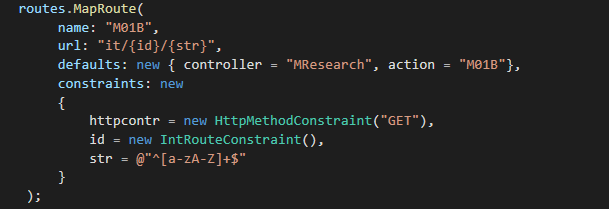 routes.MapRoute(
name: "M01B",
url: "it/{id}/{str}",
defaults: new { controller = "MResearch", action = "M01B"},
constraints: new
{
httpcontr = new HttpMethodConstraint("GET"),
id = new IntRouteConstraint(),
str = @"^[a-zA-Z]+$"
}
);